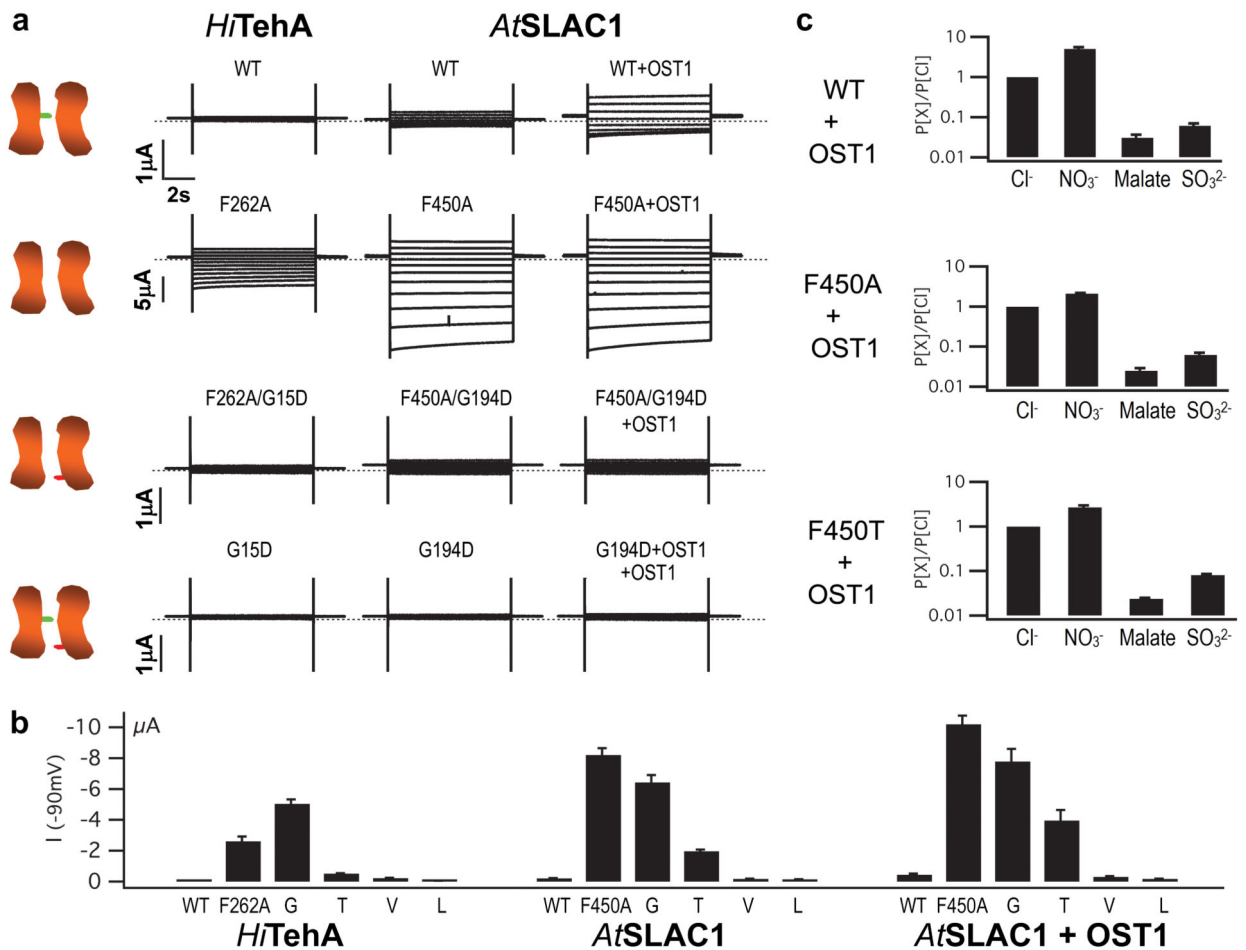 a
HiTehA
AtSLAC1
WT
WT
WT+OST1
1µA
2s
F262A
F450A
F450A+OST1
5µA
F262A/G15D
F450A/G194D
F450A/G194D
+OST1
1µA
G15D
G194D
G194D+OST1
+OST1
1µA
c
WT
+
OST1
P[X]/P[Cl]
10
1
0.1
0.01
Cl-
NO3-
Malate
SO32-
F450A
+
OST1
P[X]/P[Cl]
10
1
0.1
0.01
Cl-
NO3-
Malate
SO32-
F450T
+
OST1
P[X]/P[Cl]
10
1
0.1
0.01
Cl-
NO3-
Malate
SO32-
b
I (-90mV)
µA
-10
-8
-6
-4
-2
0
WT F262A G T V L
HiTehA
WT F450A G T V L
AtSLAC1
WT F450A G T V L
AtSLAC1 + OST1